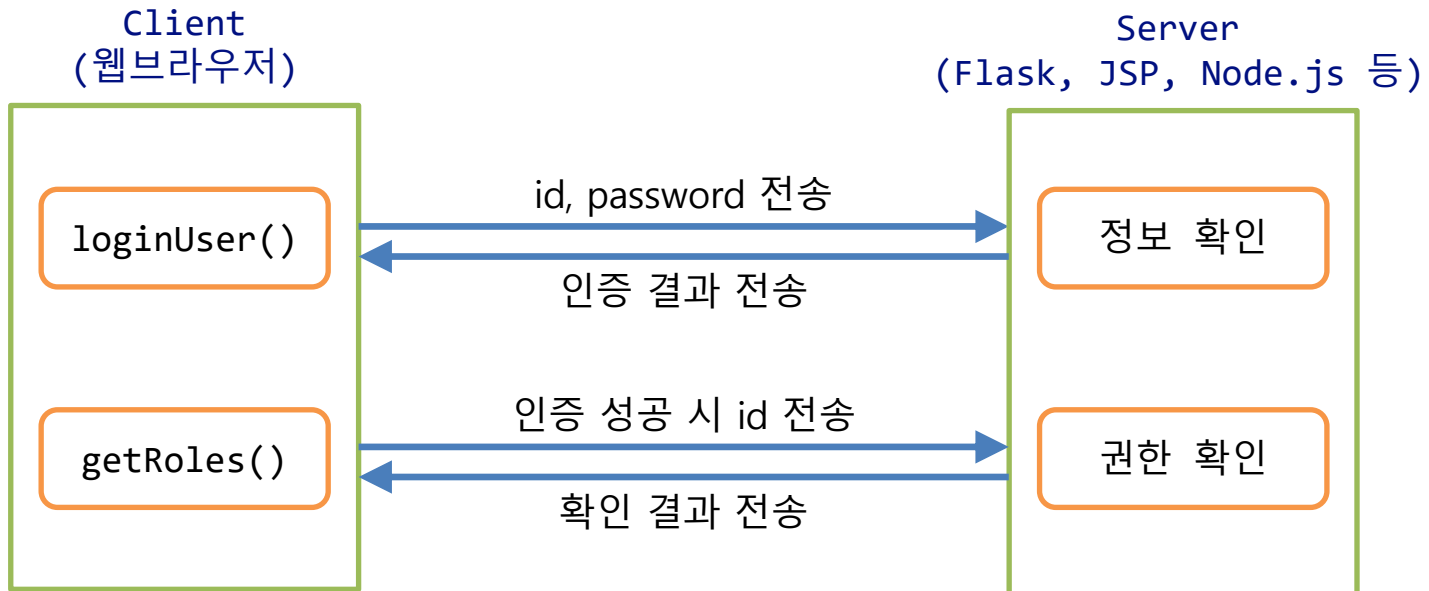 Client
(웹브라우저)
Server
(Flask, JSP, Node.js 등)
loginUser()
id, password 전송
인증 결과 전송
정보 확인
getRoles()
인증 성공 시 id 전송
확인 결과 전송
권한 확인